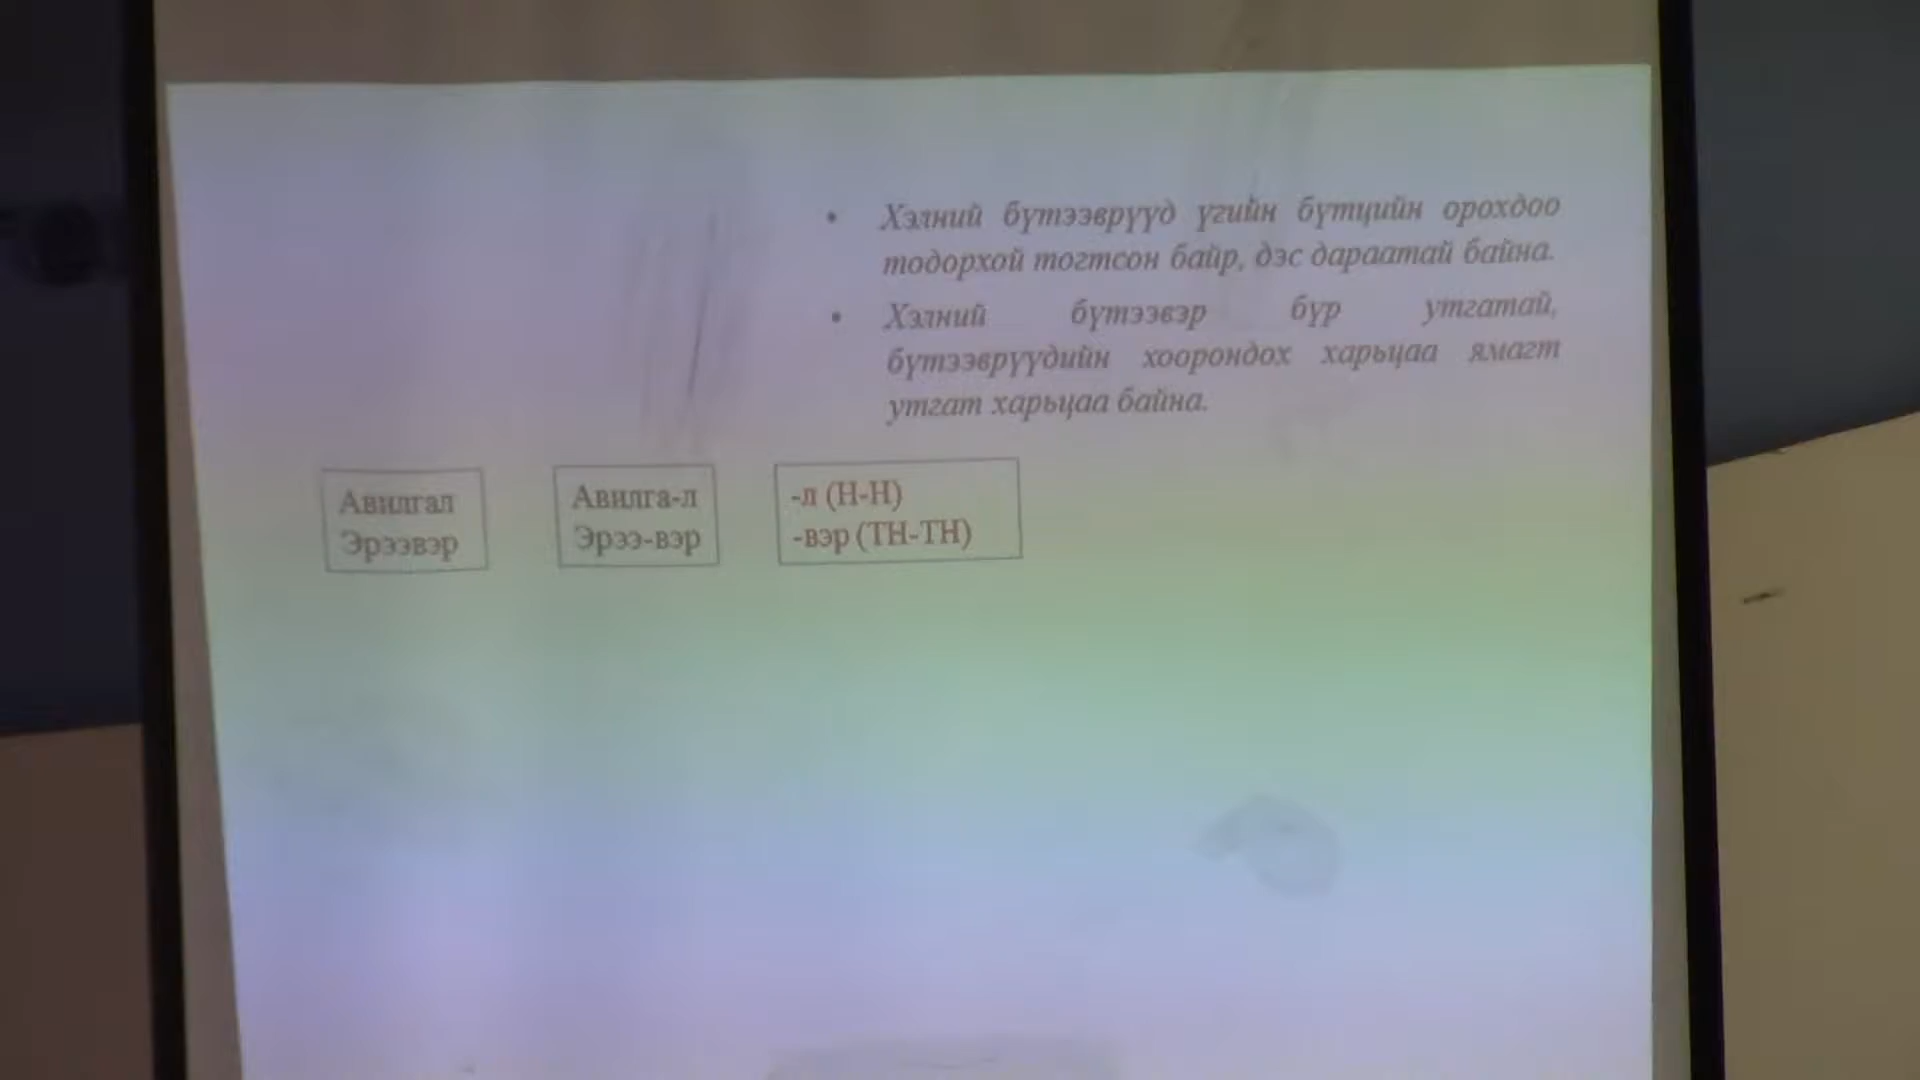 • Хэлний бүтээврүүд үгийн бүтцийн орохдоо
тодорхой тогтсон байр, дэс дараатай байна.
• Хэлний бүтээвэр бүр утгатай,
бүтээврүүдийн хоорондох харьцаа ямагт
утгат харьцаа байна.
Авилгал
Эрээвэр
Авилга-л
Эрээ-вэр
-л (Н-Н)
-вэр (ТН-ТН)